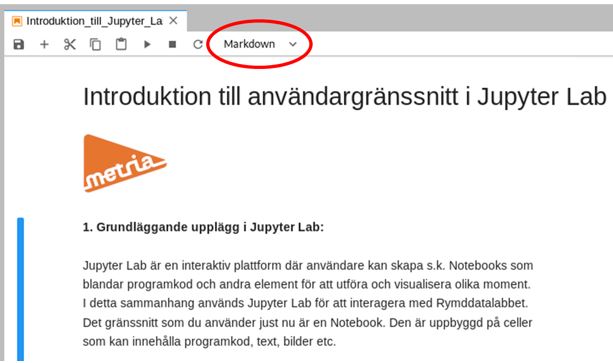 Introduktion_till_Jupyter_La
Markdown
Introduktion till användargränssnitt i Jupyter Lab
metria
1. Grundläggande upplägg i Jupyter Lab:
Jupyter Lab är en interaktiv plattform där användare kan skapa s.k. Notebooks som
blandar programkod och andra element för att utföra och visualisera olika moment.
I detta sammanhang används Jupyter Lab för att interagera med Rymddatalabbet.
Det gränssnitt som du använder just nu är en Notebook. Den är uppbyggd på celler
som kan innehålla programkod, text, bilder etc.